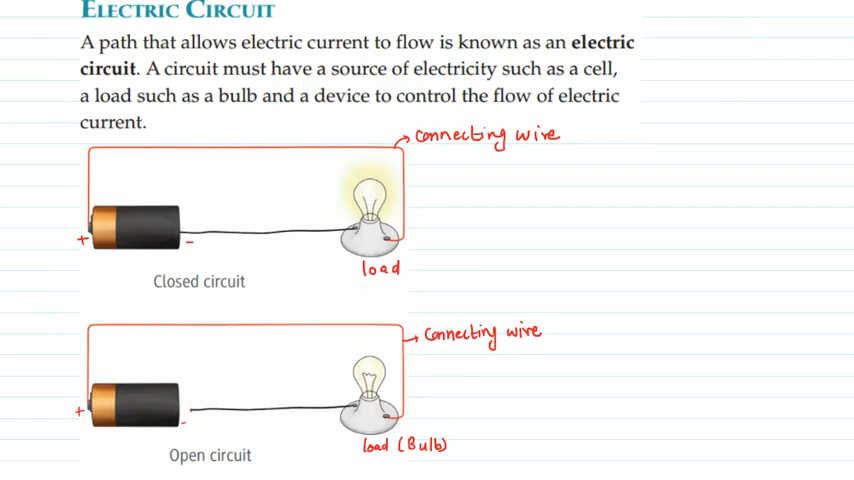 ELECTRIC CIRCUIT
A path that allows electric current to flow is known as an electric
circuit. A circuit must have a source of electricity such as a cell,
a load such as a bulb and a device to control the flow of electric
current.
connecting wire
+
-
load
Closed circuit
connecting wire
+
-
load (Bulb)
Open circuit